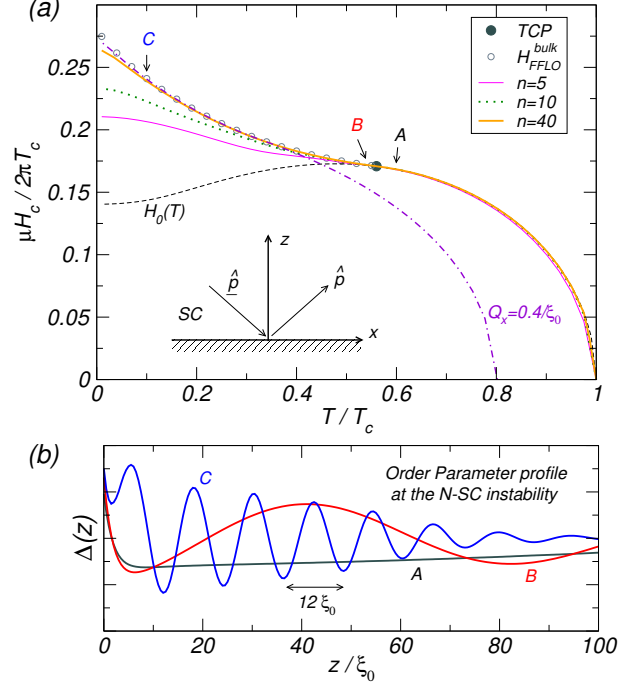 (a)
C
TCP
H_FFLO^bulk
n=5
n=10
n=40
0.25
0.2
0.15
0.1
0.05
0
μH_c / 2πT_c
B
A
H_0(T)
z
p̂
p̂
SC
x
Q_x=0.4/ξ_0
0
0.2
0.4
0.6
0.8
1
T / T_c
(b)
C
Order Parameter profile
at the N-SC instability
Δ(z)
A
B
12 ξ_0
0
20
40
60
80
100
z / ξ_0